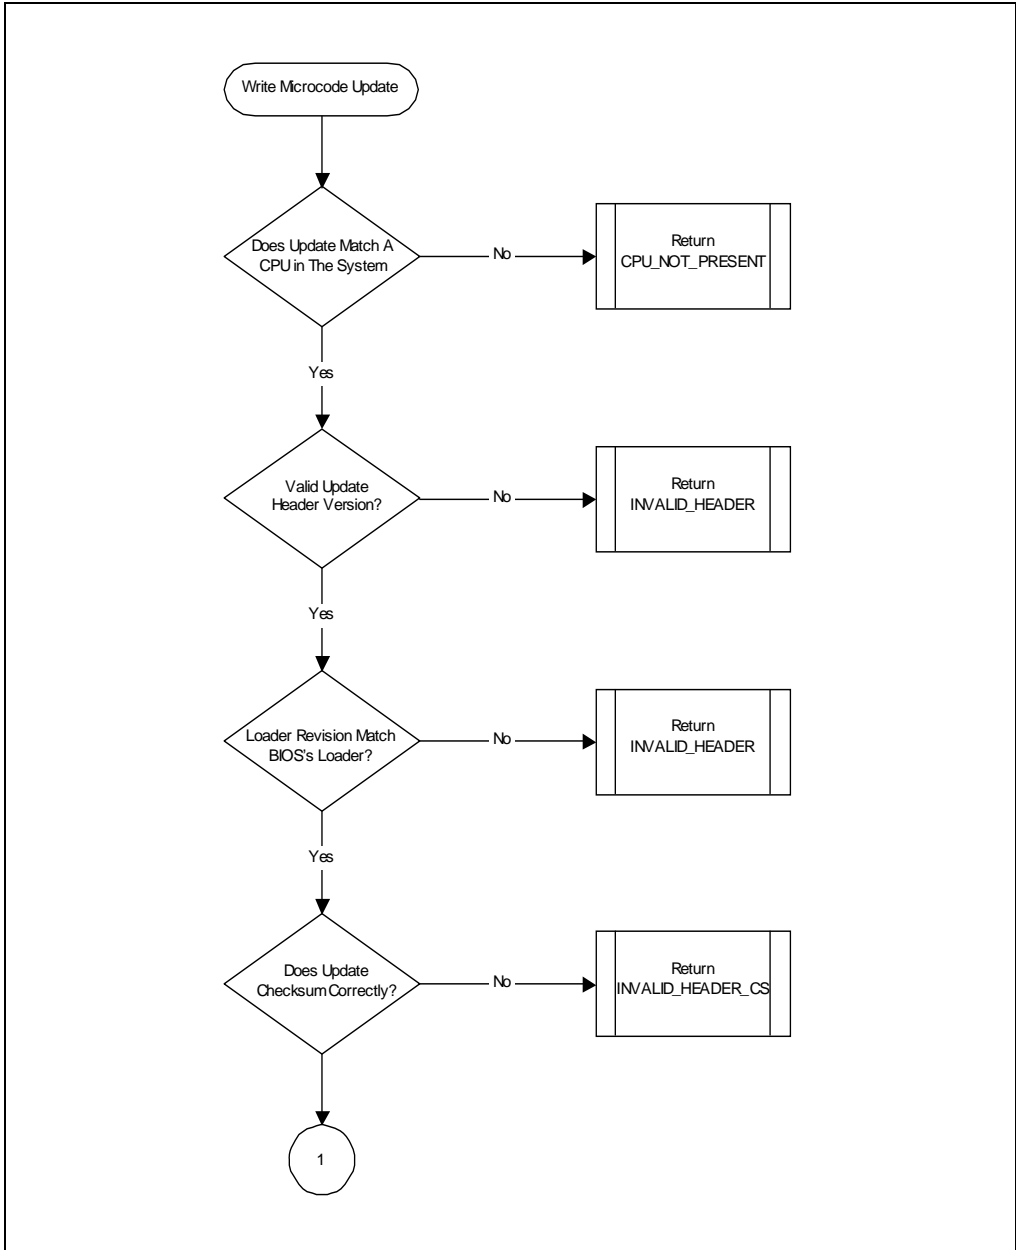 Write Microcode Update
Does Update Match A
CPU in The System
No
Return
CPU_NOT_PRESENT
Yes
Valid Update
Header Version?
No
Return
INVALID_HEADER
Yes
Loader Revision Match
BIOS's Loader?
No
Return
INVALID_HEADER
Yes
Does Update
Checksum Correctly?
No
Return
INVALID_HEADER_CS
1